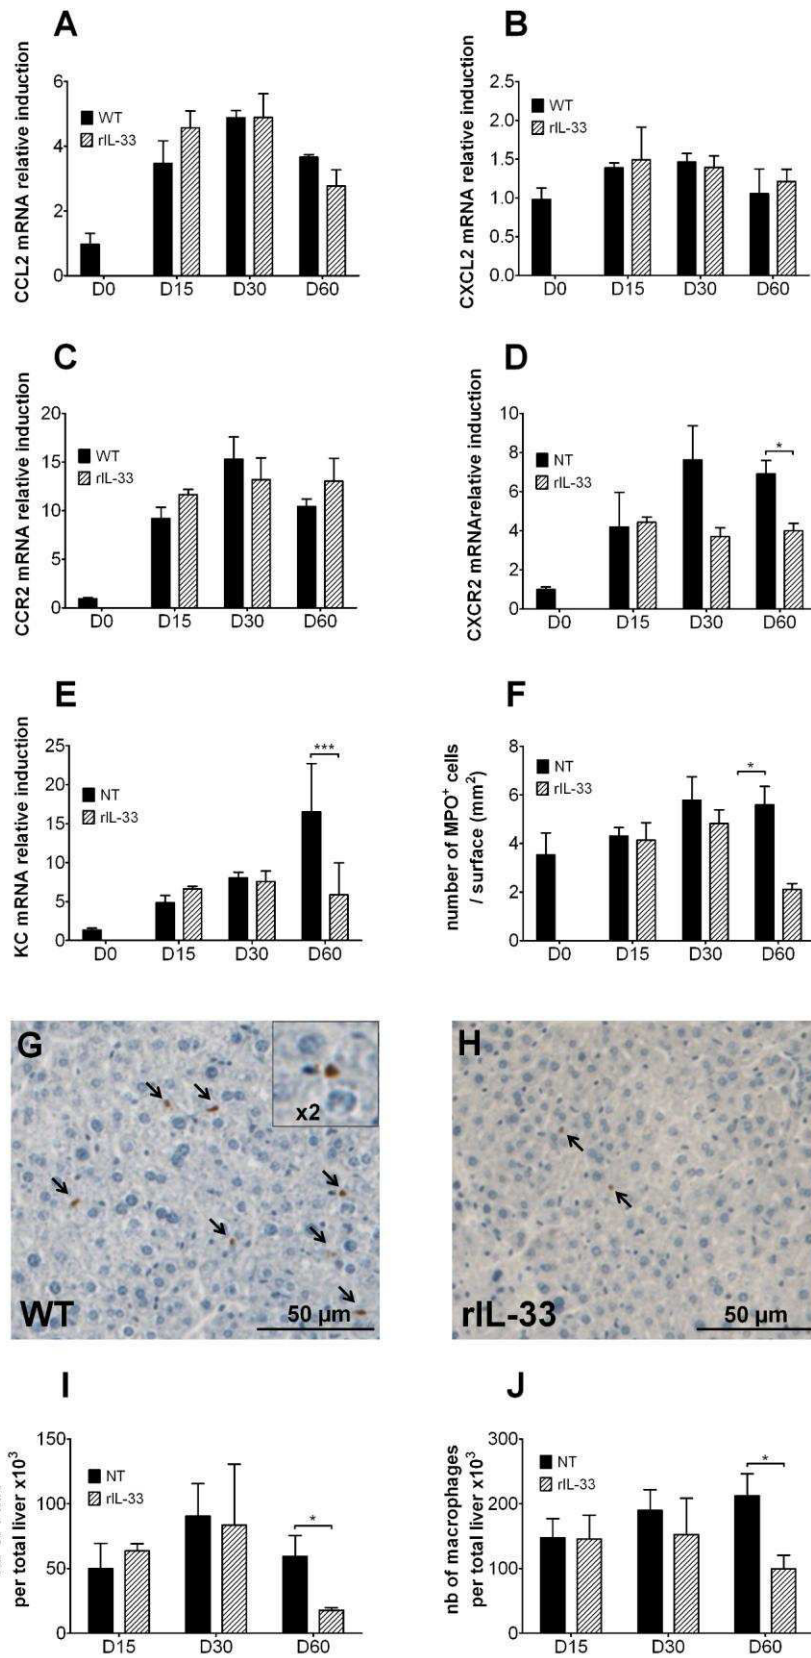 A
CCL2 mRNA relative induction
6
4
2
0
WT
rIL-33
D0 D15 D30 D60
B
CXCL2 mRNA relative induction
2.5
2.0
1.5
1.0
0.5
0.0
WT
rIL-33
D0 D15 D30 D60
C
CCR2 mRNA relative induction
20
15
10
5
0
WT
rIL-33
D0 D15 D30 D60
D
CXCR2 mRNArelative induction
10
8
6
4
2
0
NT
rIL-33
*
D0 D15 D30 D60
E
KC mRNA relative induction
25
20
15
10
5
0
NT
rIL-33
***
D0 D15 D30 D60
F
number of MPO⁺ cells
/ surface (mm²)
8
6
4
2
0
NT
rIL-33
*
D0 D15 D30 D60
G
x2
WT
50 µm
H
rIL-33
50 µm
I
per total liver x10³
150
100
50
0
NT
rIL-33
*
D15 D30 D60
J
nb of macrophages
per total liver x10³
300
200
100
0
NT
rIL-33
*
D15 D30 D60